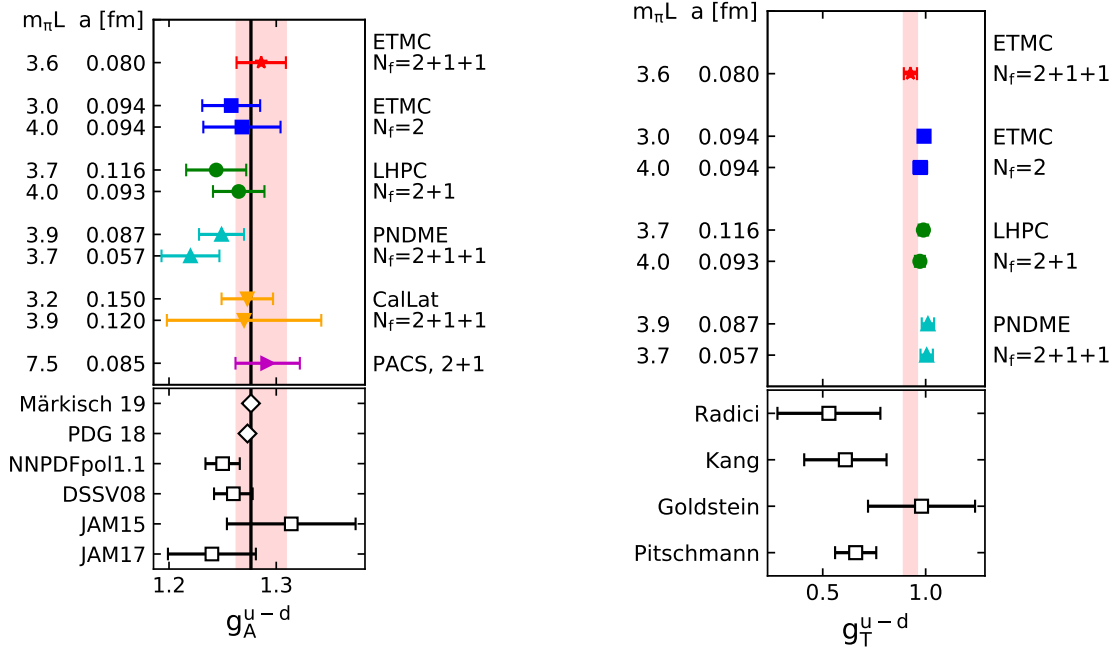 mπL a [fm]
ETMC
3.6 0.080 Nf=2+1+1
3.0 0.094 ETMC
4.0 0.094 Nf=2
3.7 0.116 LHPC
4.0 0.093 Nf=2+1
3.9 0.087 PNDME
3.7 0.057 Nf=2+1+1
3.2 0.150 CalLat
3.9 0.120 Nf=2+1+1
7.5 0.085 PACS, 2+1
Märkisch 19
PDG 18
NNPDFpol1.1
DSSV08
JAM15
JAM17
1.2 1.3
g_A^{u−d}
mπL a [fm]
ETMC
3.6 0.080 Nf=2+1+1
3.0 0.094 ETMC
4.0 0.094 Nf=2
3.7 0.116 LHPC
4.0 0.093 Nf=2+1
3.9 0.087 PNDME
3.7 0.057 Nf=2+1+1
Radici
Kang
Goldstein
Pitschmann
0.5 1.0
g_T^{u−d}